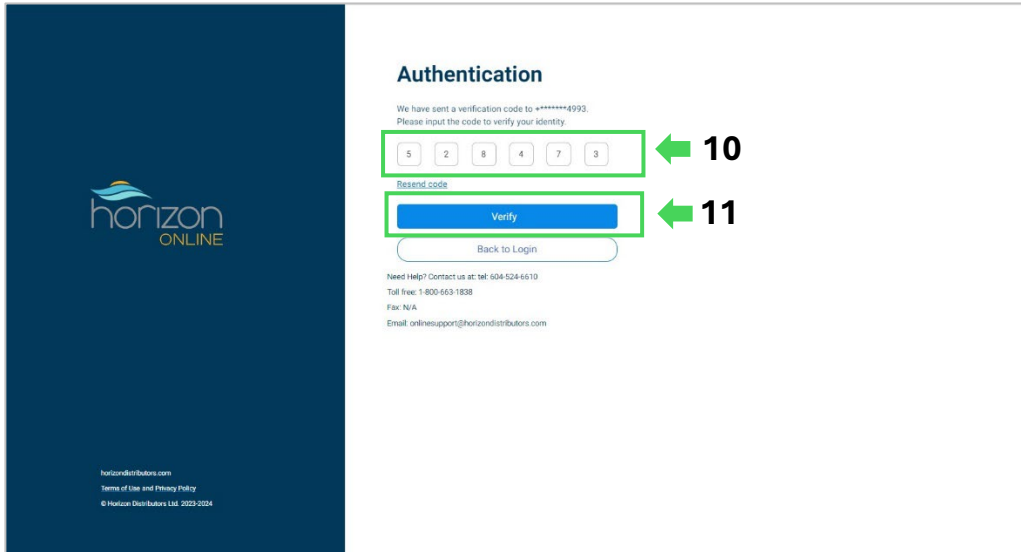 horizon
ONLINE
horizondistributors.com
Terms of Use and Privacy Policy
© Horizon Distributors Ltd. 2023-2024
Authentication
We have sent a verification code to +*******4993.
Please input the code to verify your identity.
5 2 8 4 7 3
10
Resend code
Verify
11
Back to Login
Need Help? Contact us at: tel: 604-524-6610
Toll free: 1-800-663-1838
Fax: N/A
Email: onlinesupport@horizondistributors.com